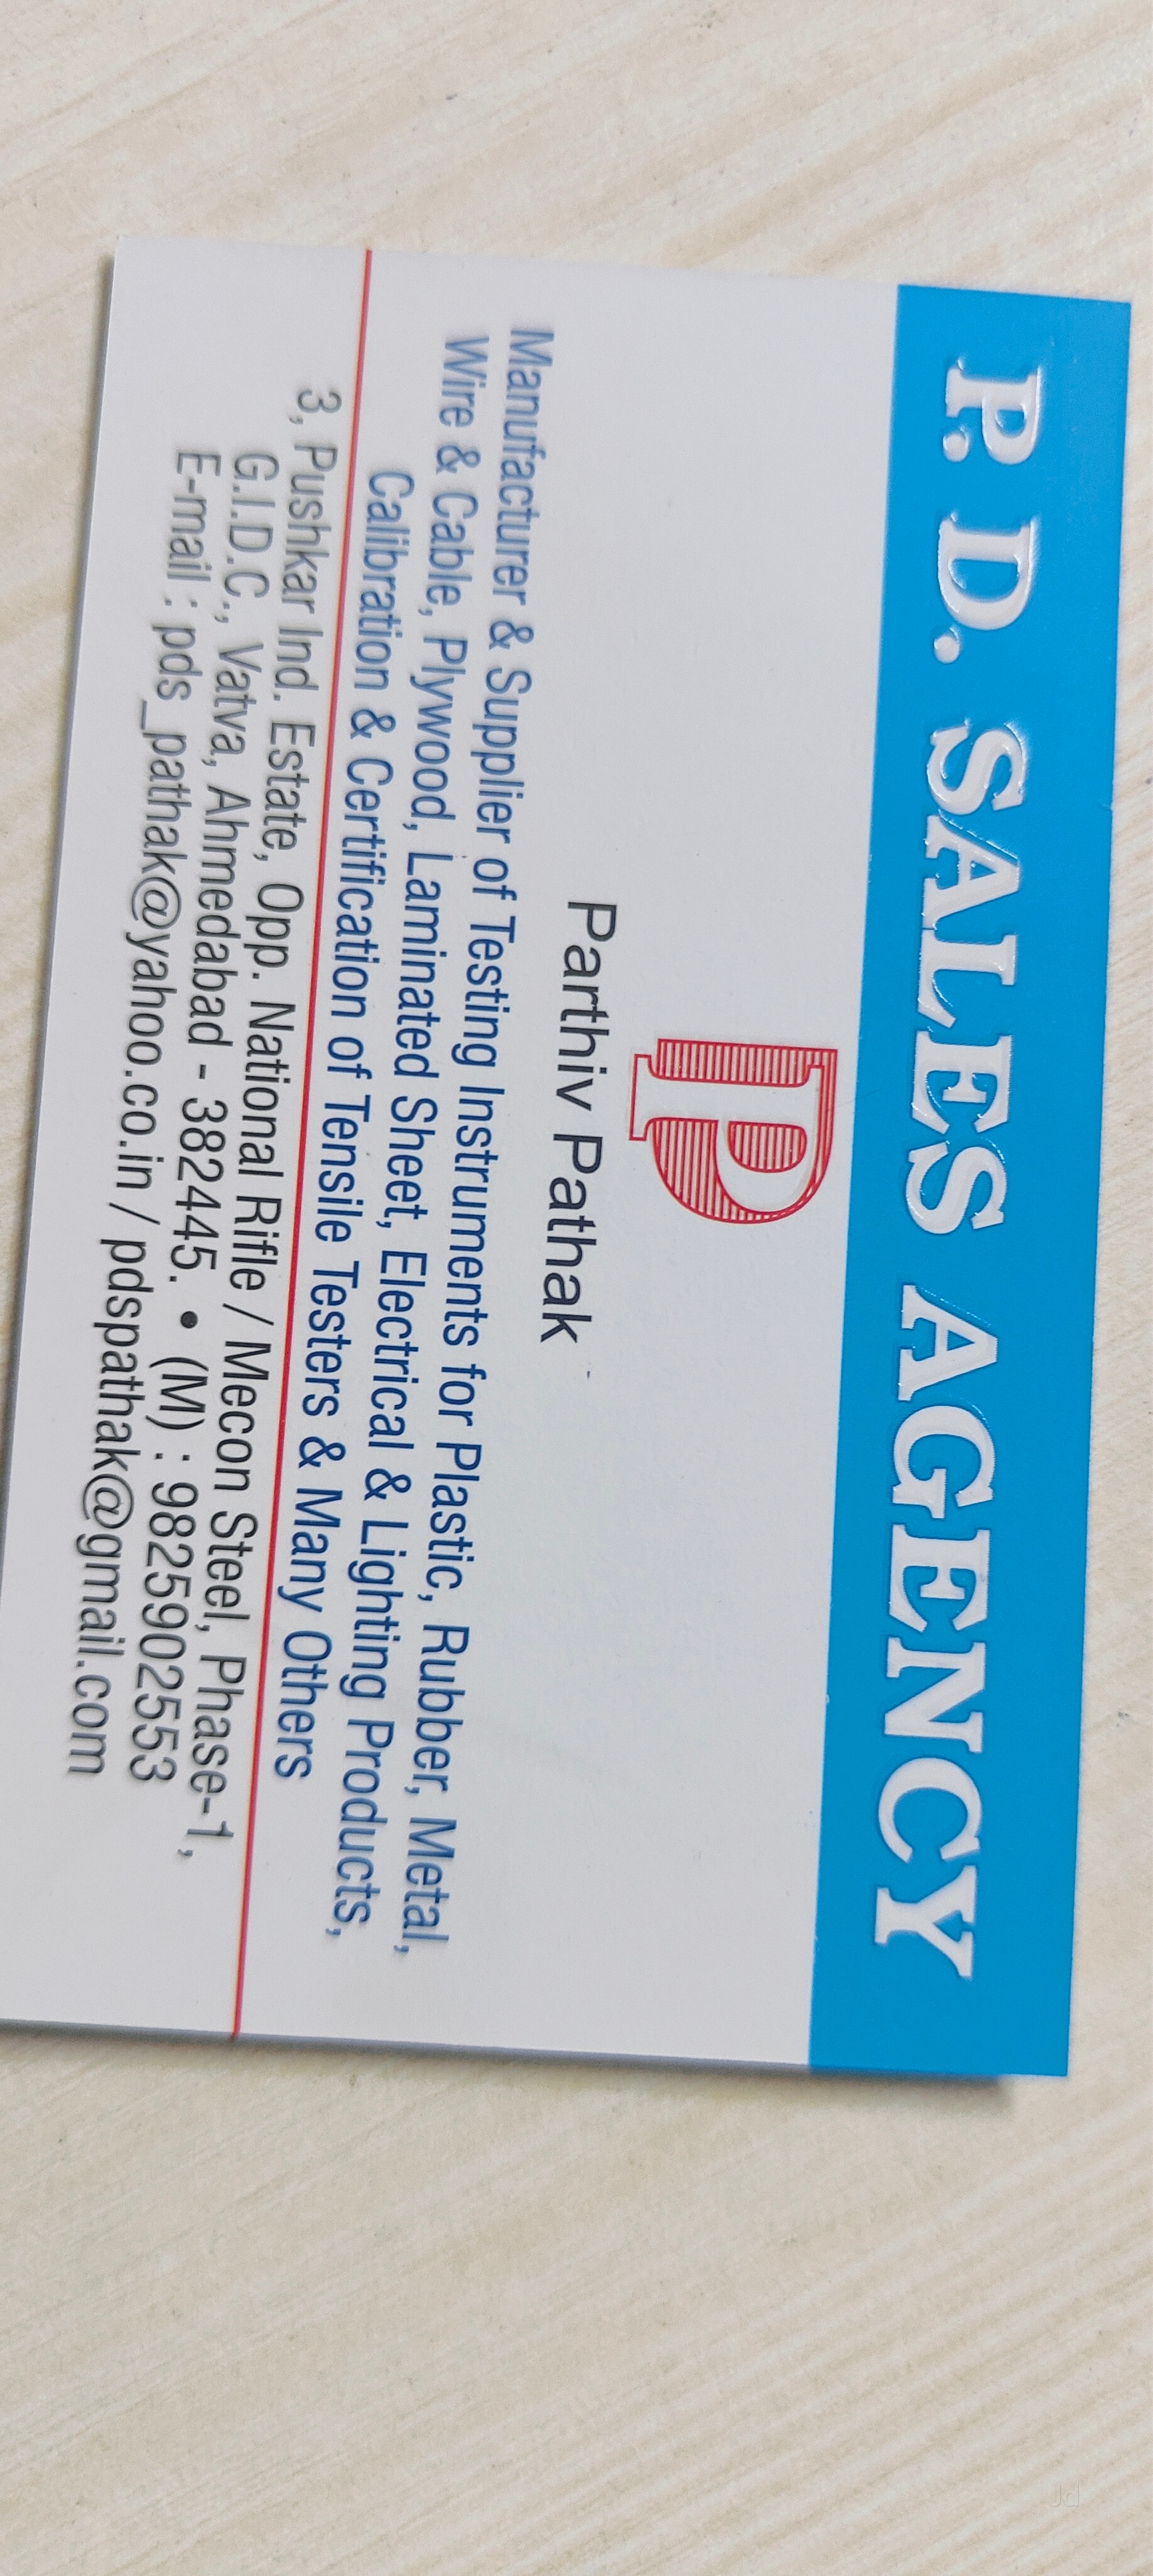 P. D. SALES AGENCY
P
Parthiv Pathak
Manufacturer & Supplier of Testing Instruments for Plastic, Rubber, Metal,
Wire & Cable, Plywood, Laminated Sheet, Electrical & Lighting Products,
Calibration & Certification of Tensile Testers & Many Others
3, Pushkar Ind. Estate, Opp. National Rifle / Mecon Steel, Phase-1,
G.I.D.C., Vatva, Ahmedabad - 382445. • (M) : 9825902553
E-mail : pds_pathak@yahoo.co.in / pdspathak@gmail.com
Jd